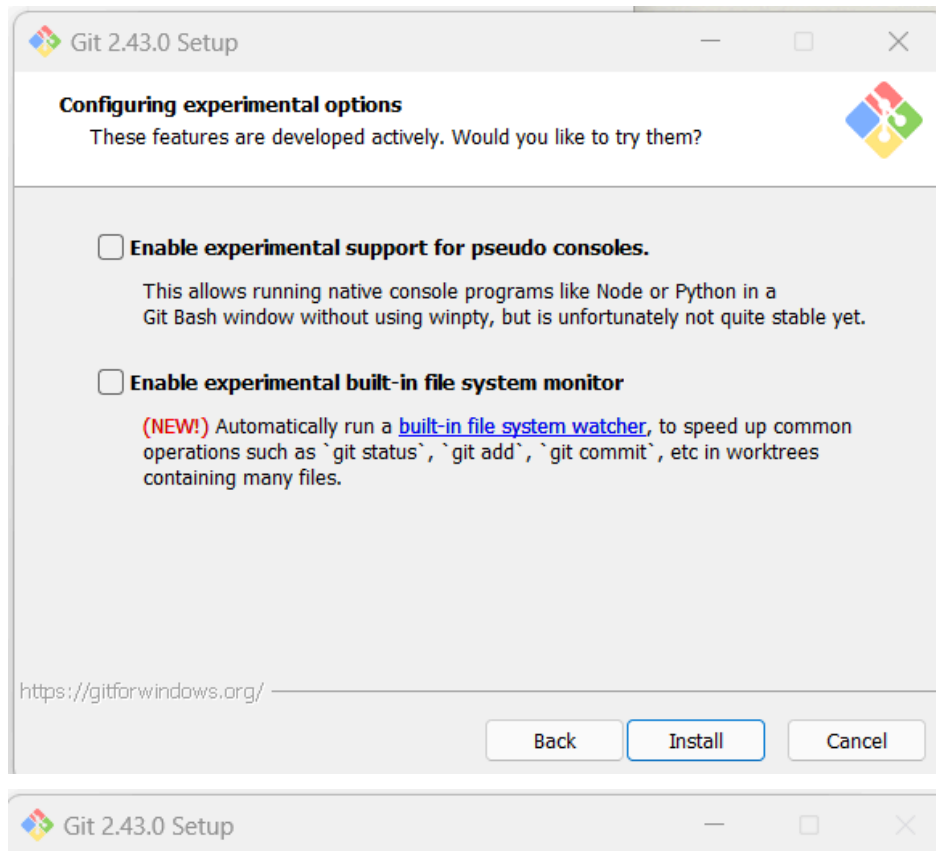 Git 2.43.0 Setup
Configuring experimental options
These features are developed actively. Would you like to try them?
Enable experimental support for pseudo consoles.
This allows running native console programs like Node or Python in a
Git Bash window without using winpty, but is unfortunately not quite stable yet.
Enable experimental built-in file system monitor
(NEW!) Automatically run a built-in file system watcher, to speed up common
operations such as `git status`, `git add`, `git commit`, etc in worktrees
containing many files.
https://gitforwindows.org/
Back Install Cancel
Git 2.43.0 Setup